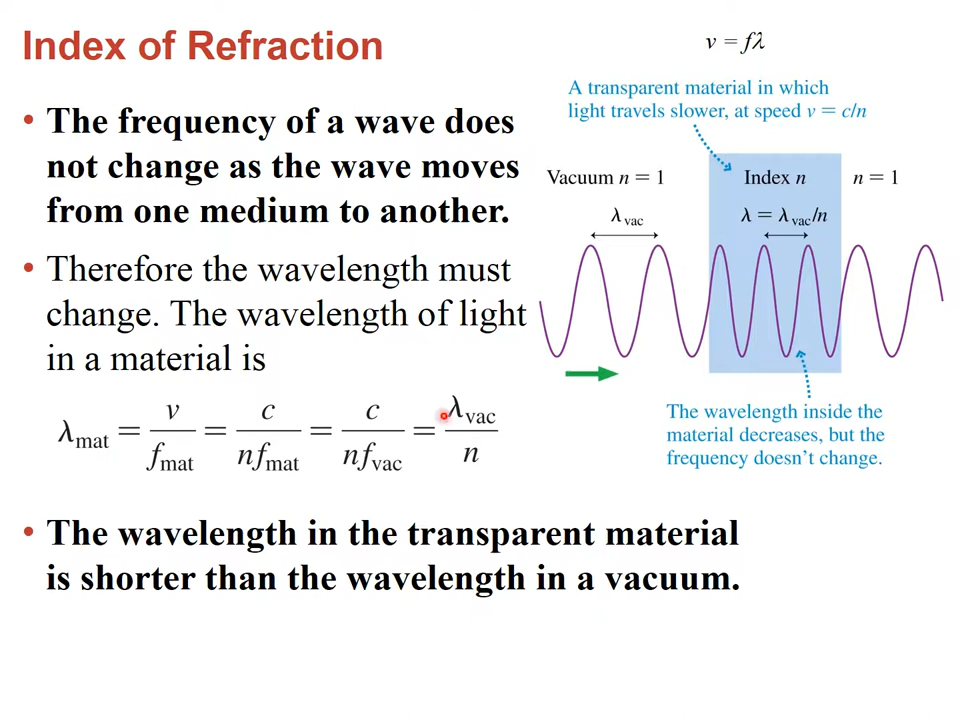 Index of Refraction
• The frequency of a wave does
not change as the wave moves
from one medium to another.
• Therefore the wavelength must
change. The wavelength of light
in a material is
λmat = v/fmat = c/nfmat = c/nfvac = λvac/n
• The wavelength in the transparent material
is shorter than the wavelength in a vacuum.
v = fλ
A transparent material in which
light travels slower, at speed v = c/n
Vacuum n = 1
Index n
n = 1
λvac
λ = λvac/n
The wavelength inside the
material decreases, but the
frequency doesn't change.